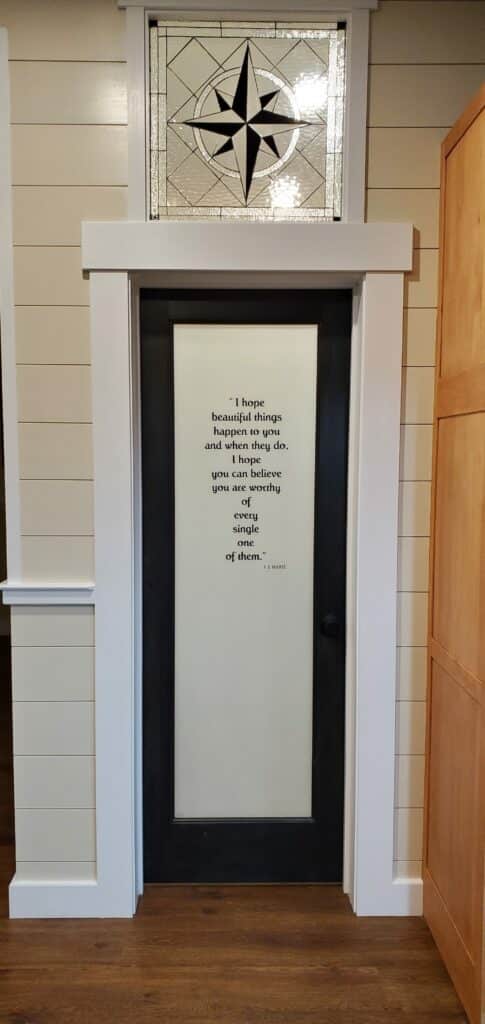 "I hope
beautiful things
happen to you
and when they do,
I hope
you can believe
you are worthy
of
every
single
one
of them."